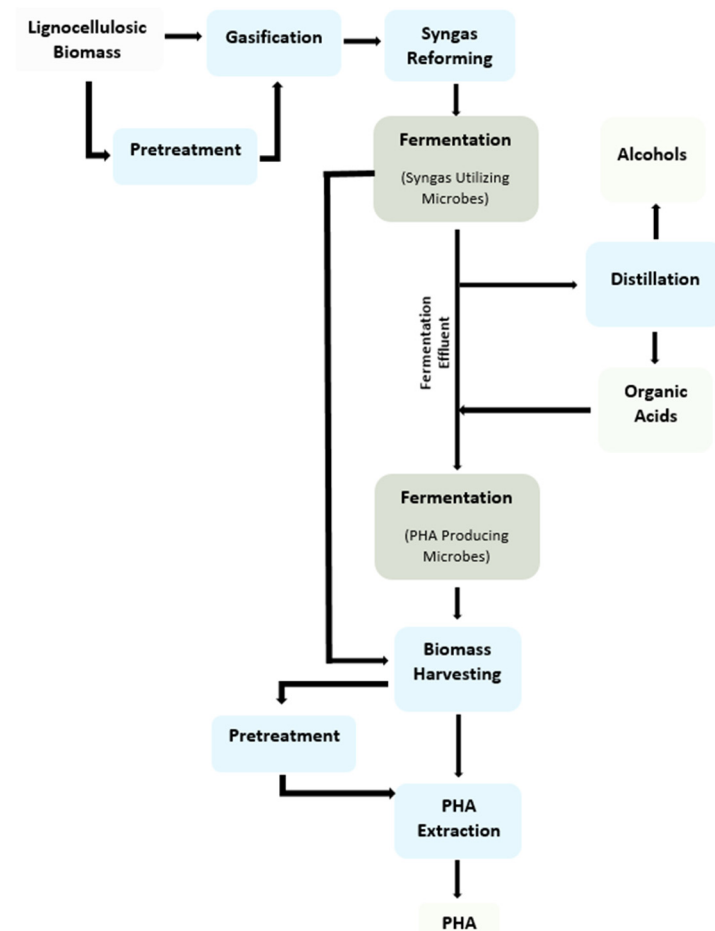 Lignocellulosic
Biomass
Gasification
Syngas
Reforming
Pretreatment
Fermentation
(Syngas Utilizing
Microbes)
Alcohols
Distillation
Fermentation
Effluent
Organic
Acids
Fermentation
(PHA Producing
Microbes)
Biomass
Harvesting
Pretreatment
PHA
Extraction
PHA